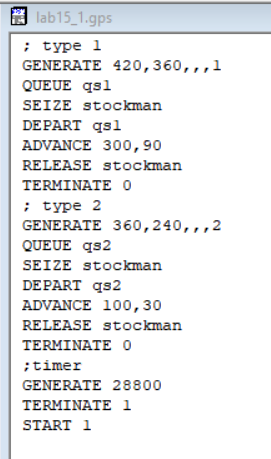 lab15_1.gps
; type 1
GENERATE 420,360,,,1
QUEUE qs1
SEIZE stockman
DEPART qs1
ADVANCE 300,90
RELEASE stockman
TERMINATE 0
; type 2
GENERATE 360,240,,,2
QUEUE qs2
SEIZE stockman
DEPART qs2
ADVANCE 100,30
RELEASE stockman
TERMINATE 0
;timer
GENERATE 28800
TERMINATE 1
START 1